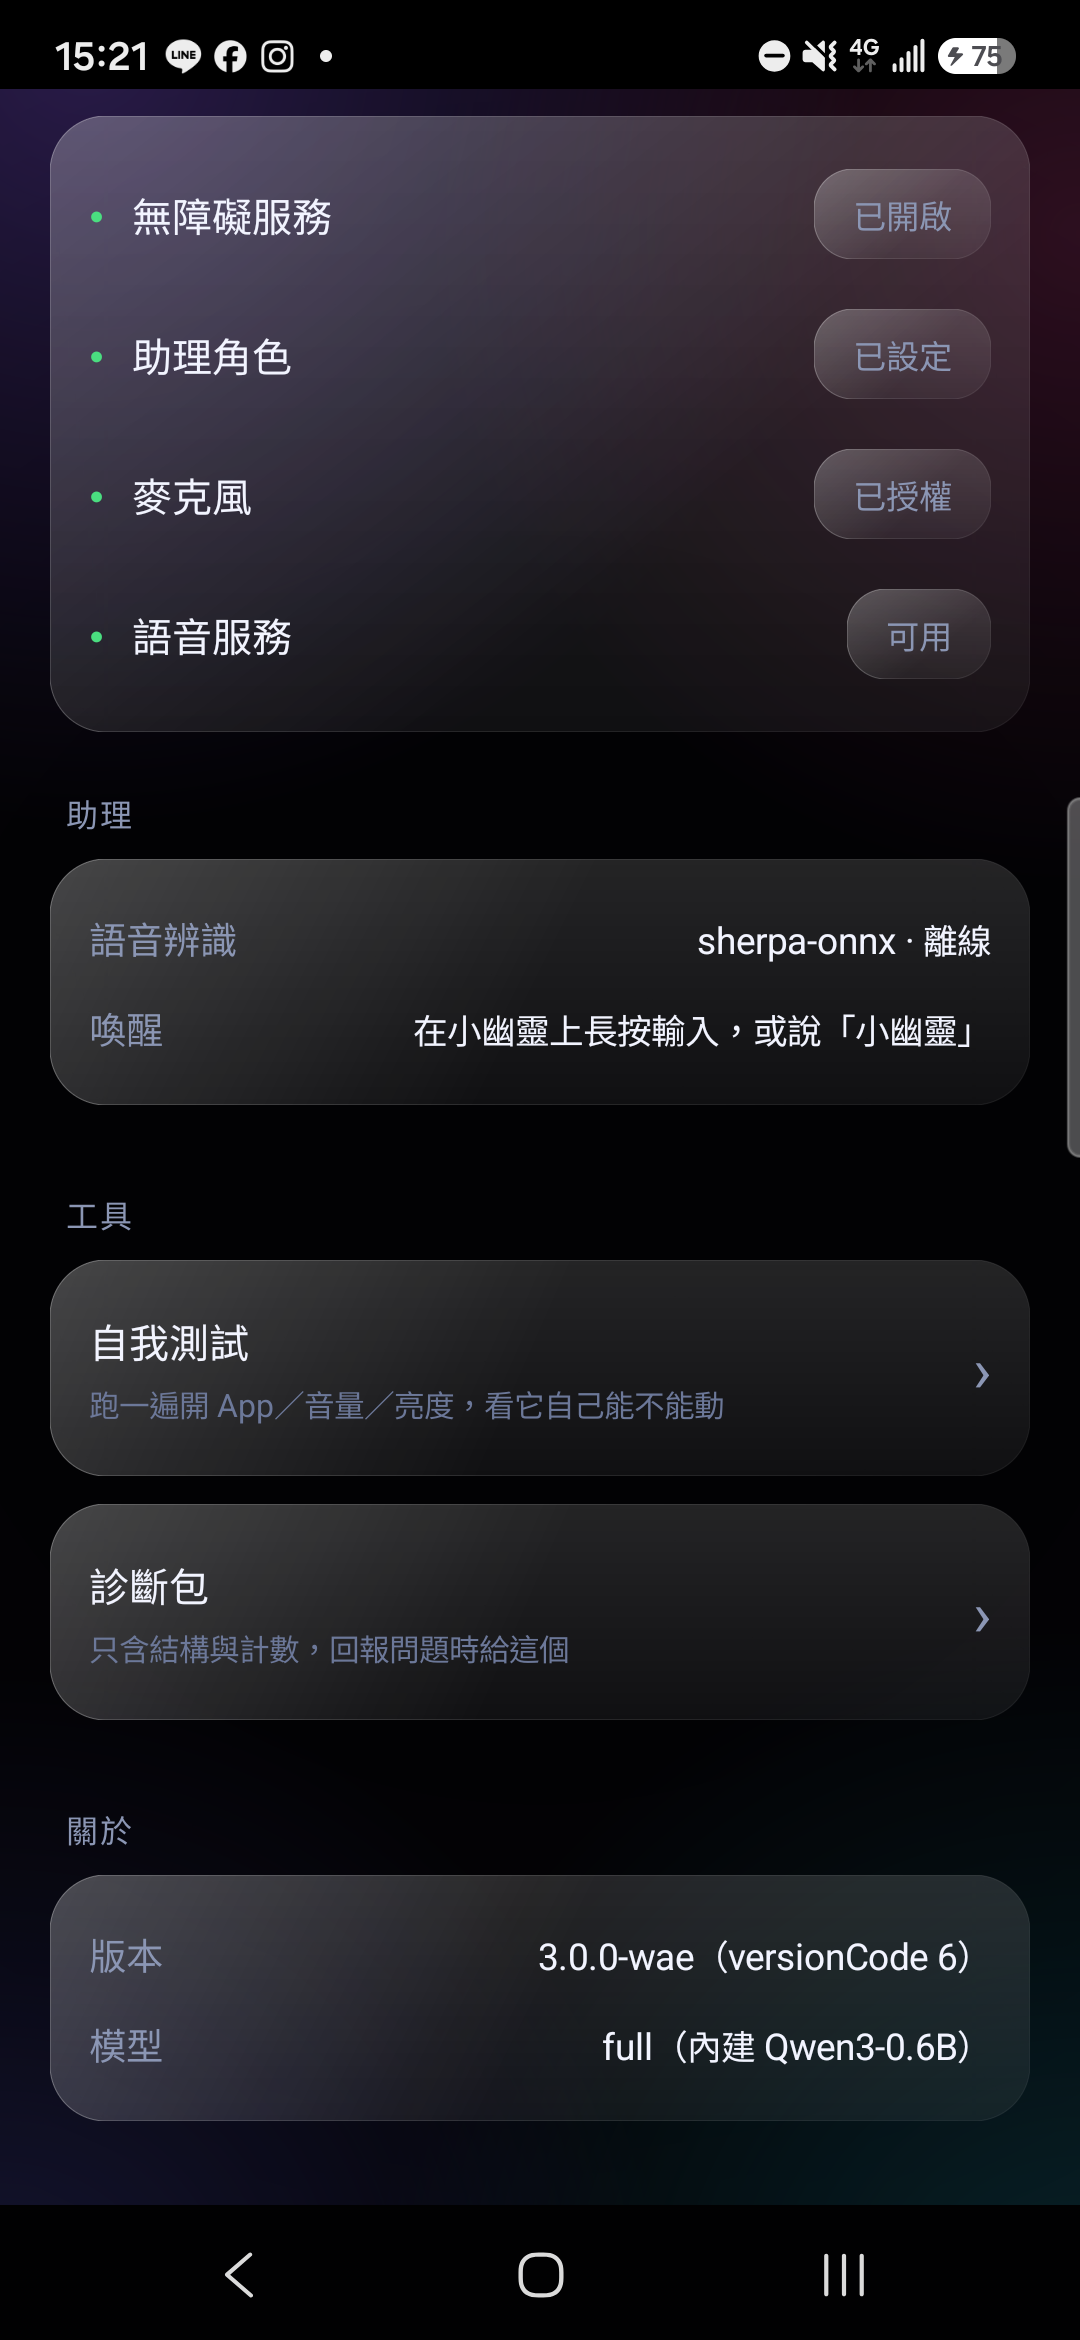 15:21
LINE
4G
75
無障礙服務
已開啟
助理角色
已設定
麥克風
已授權
語音服務
可用
助理
語音辨識
sherpa-onnx · 離線
喚醒
在小幽靈上長按輸入，或說「小幽靈」
工具
自我測試
跑一遍開 App／音量／亮度，看它自己能不能動
診斷包
只含結構與計數，回報問題時給這個
關於
版本
3.0.0-wae（versionCode 6）
模型
full（內建 Qwen3-0.6B）